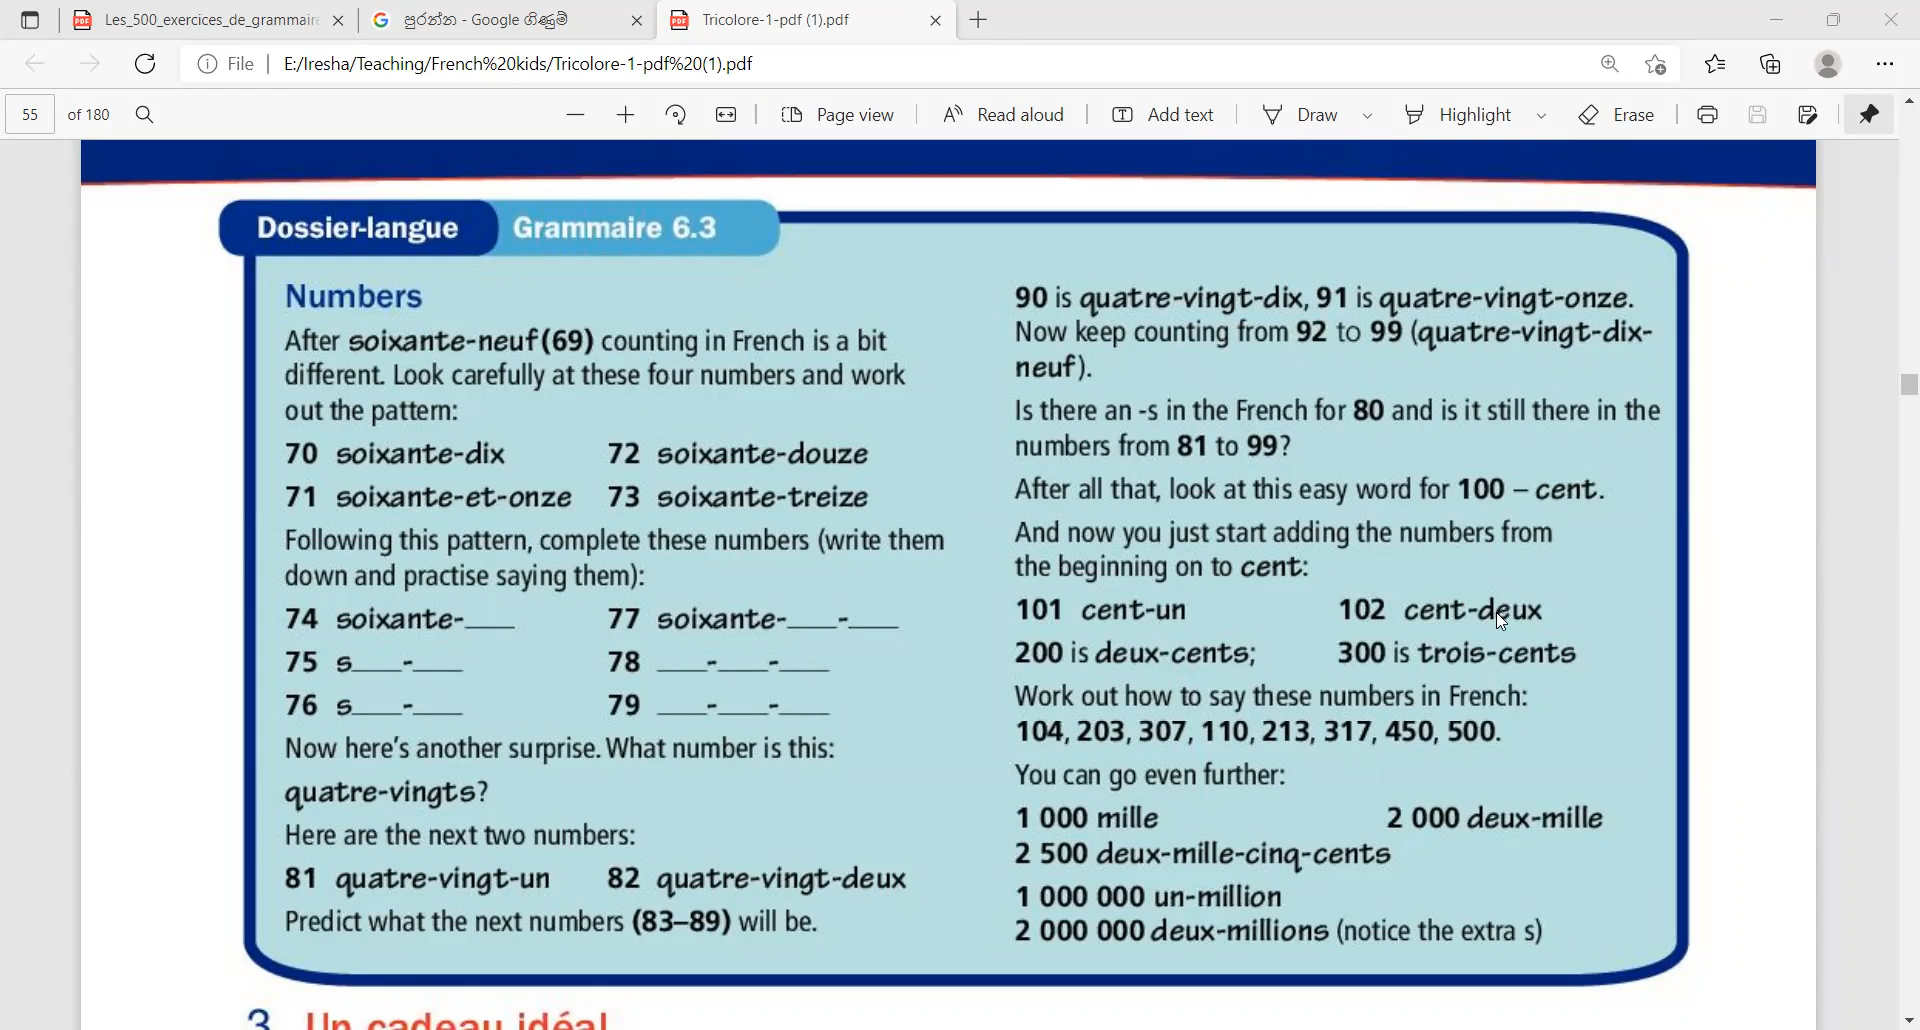 Les_500_exercices_de_grammaire
පුරන්න - Google ගිණුම්
Tricolore-1-pdf (1).pdf
File
E:/Iresha/Teaching/French%20kids/Tricolore-1-pdf%20(1).pdf
55 of 180
Page view
Read aloud
Add text
Draw
Highlight
Erase
Dossier-langue Grammaire 6.3
Numbers
After soixante-neuf (69) counting in French is a bit
different. Look carefully at these four numbers and work
out the pattern:
70 soixante-dix 72 soixante-douze
71 soixante-et-onze 73 soixante-treize
Following this pattern, complete these numbers (write them
down and practise saying them):
74 soixante-___ 77 soixante-___-___
75 s___-___ 78 ___-___-___
76 s___-___ 79 ___-___-___
Now here's another surprise. What number is this:
quatre-vingts?
Here are the next two numbers:
81 quatre-vingt-un 82 quatre-vingt-deux
Predict what the next numbers (83–89) will be.
90 is quatre-vingt-dix, 91 is quatre-vingt-onze.
Now keep counting from 92 to 99 (quatre-vingt-dix-
neuf).
Is there an -s in the French for 80 and is it still there in the
numbers from 81 to 99?
After all that, look at this easy word for 100 – cent.
And now you just start adding the numbers from
the beginning on to cent:
101 cent-un 102 cent-deux
200 is deux-cents; 300 is trois-cents
Work out how to say these numbers in French:
104, 203, 307, 110, 213, 317, 450, 500.
You can go even further:
1 000 mille 2 000 deux-mille
2 500 deux-mille-cinq-cents
1 000 000 un-million
2 000 000 deux-millions (notice the extra s)
3 Un cadeau idéal